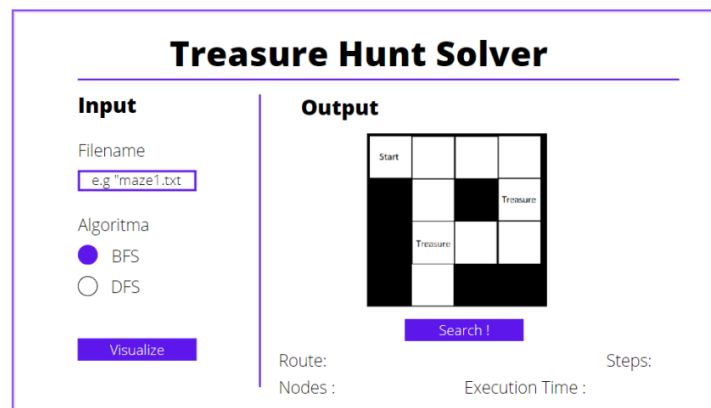 Treasure Hunt Solver
Input
Filename
e.g "maze1.txt
Algoritma
BFS
DFS
Visualize
Output
Start
Treasure
Treasure
Search !
Route:
Steps:
Nodes :
Execution Time :